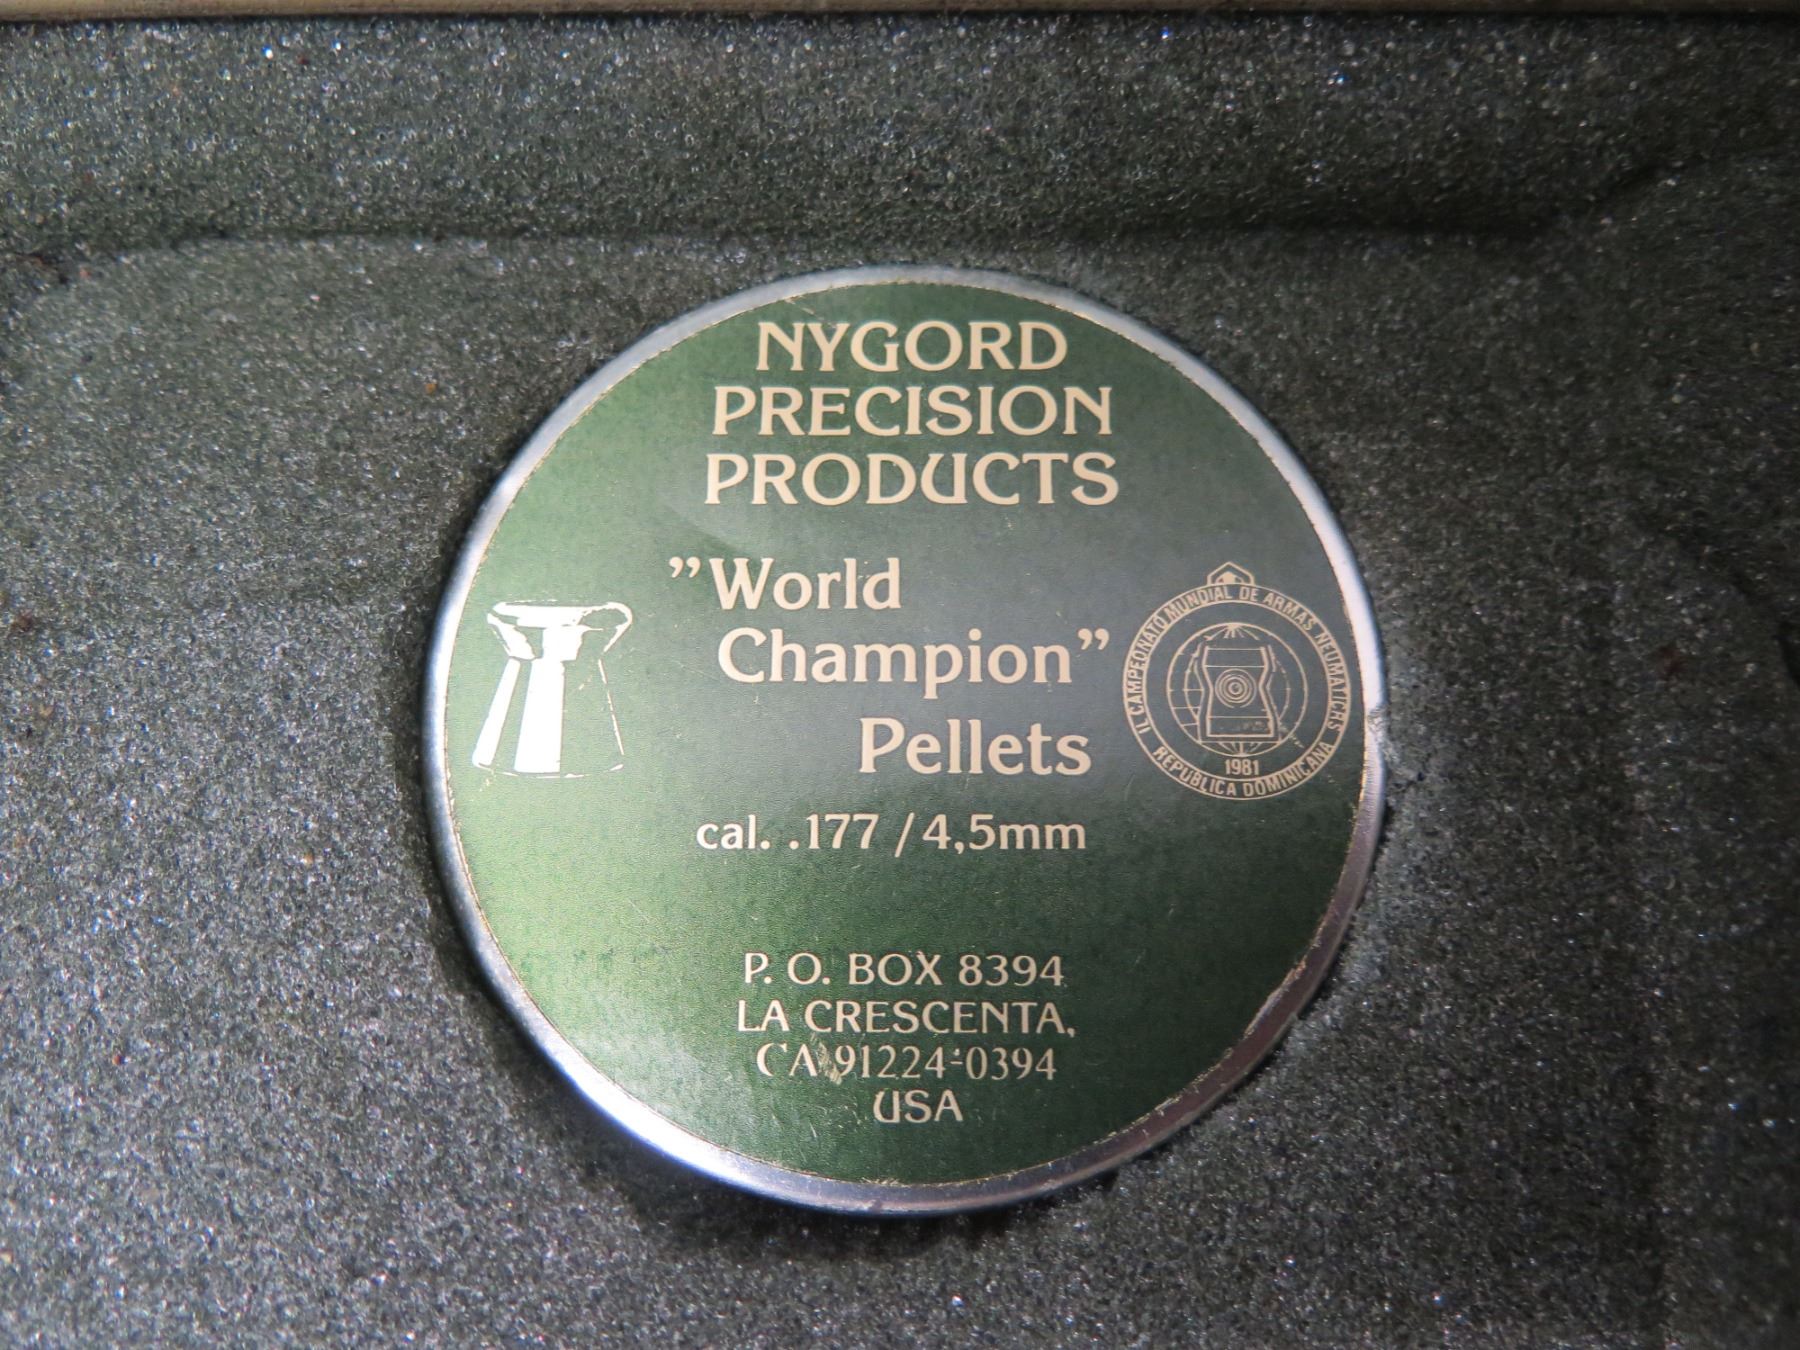 NYGORD
PRECISION
PRODUCTS
”World
Champion”
Pellets
cal. .177 / 4,5mm
II CAMPEONATO MUNDIAL DE ARMAS NEUMATICAS
1981
REPUBLICA DOMINICANA
P. O. BOX 8394
LA CRESCENTA,
CA 91224-0394
USA